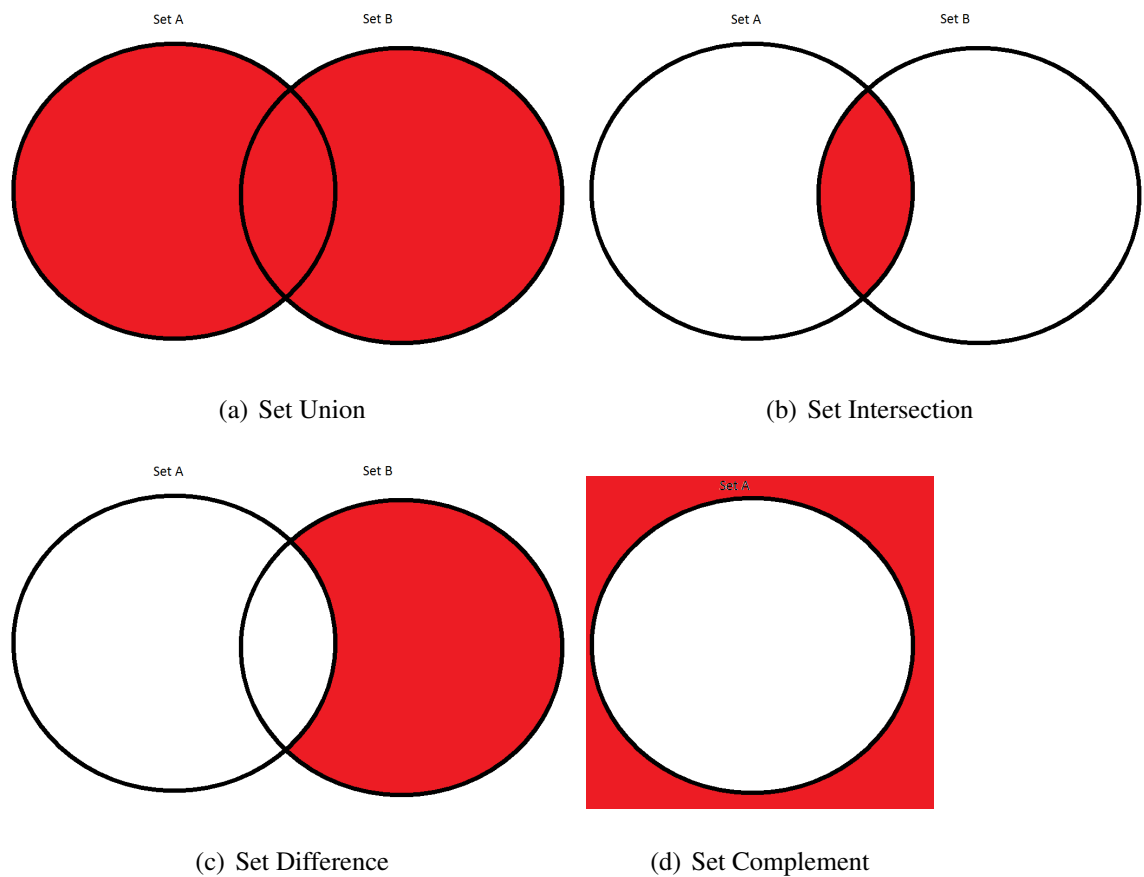 Set A Set B
Set A Set B
(a) Set Union
(b) Set Intersection
Set A Set B
Set A
(c) Set Difference
(d) Set Complement